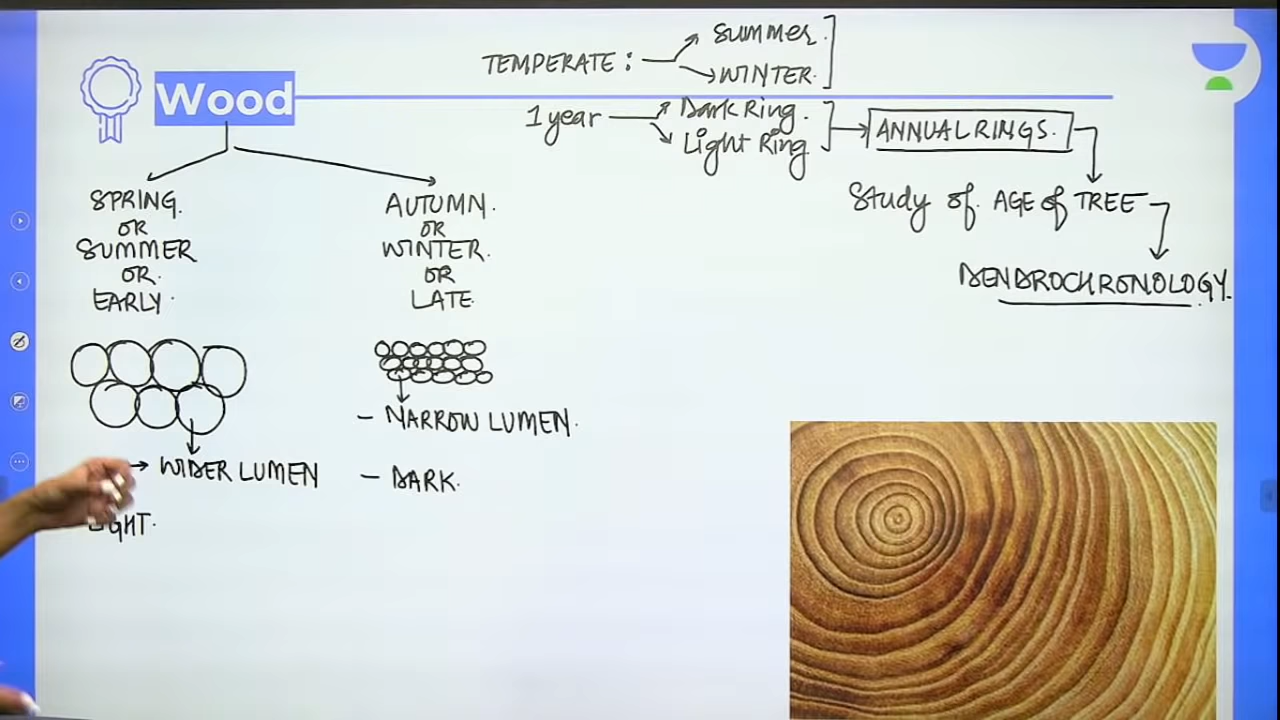 Wood
TEMPERATE :
SUMMER.
WINTER.
1 year
Dark Ring.
Light Ring
ANNUAL RINGS.
Study of AGE of TREE
DENDROCHRONOLOGY.
SPRING.
OR
SUMMER
OR.
EARLY.
WIDER LUMEN
AUTUMN.
OR
WINTER.
OR
LATE.
- NARROW LUMEN.
- DARK.